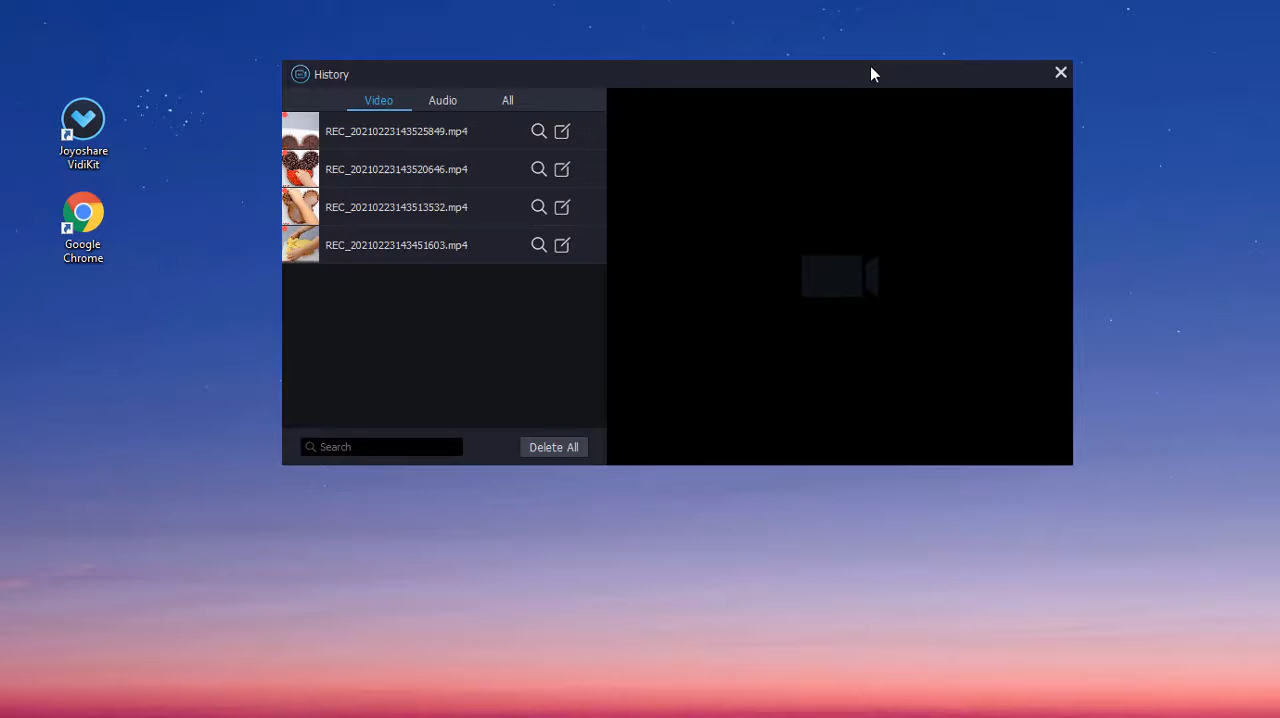 History
Video Audio All
REC_20210223143525849.mp4
REC_20210223143520646.mp4
REC_20210223143513532.mp4
REC_20210223143451603.mp4
Search
Delete All
Joyoshare
VidiKit
Google
Chrome